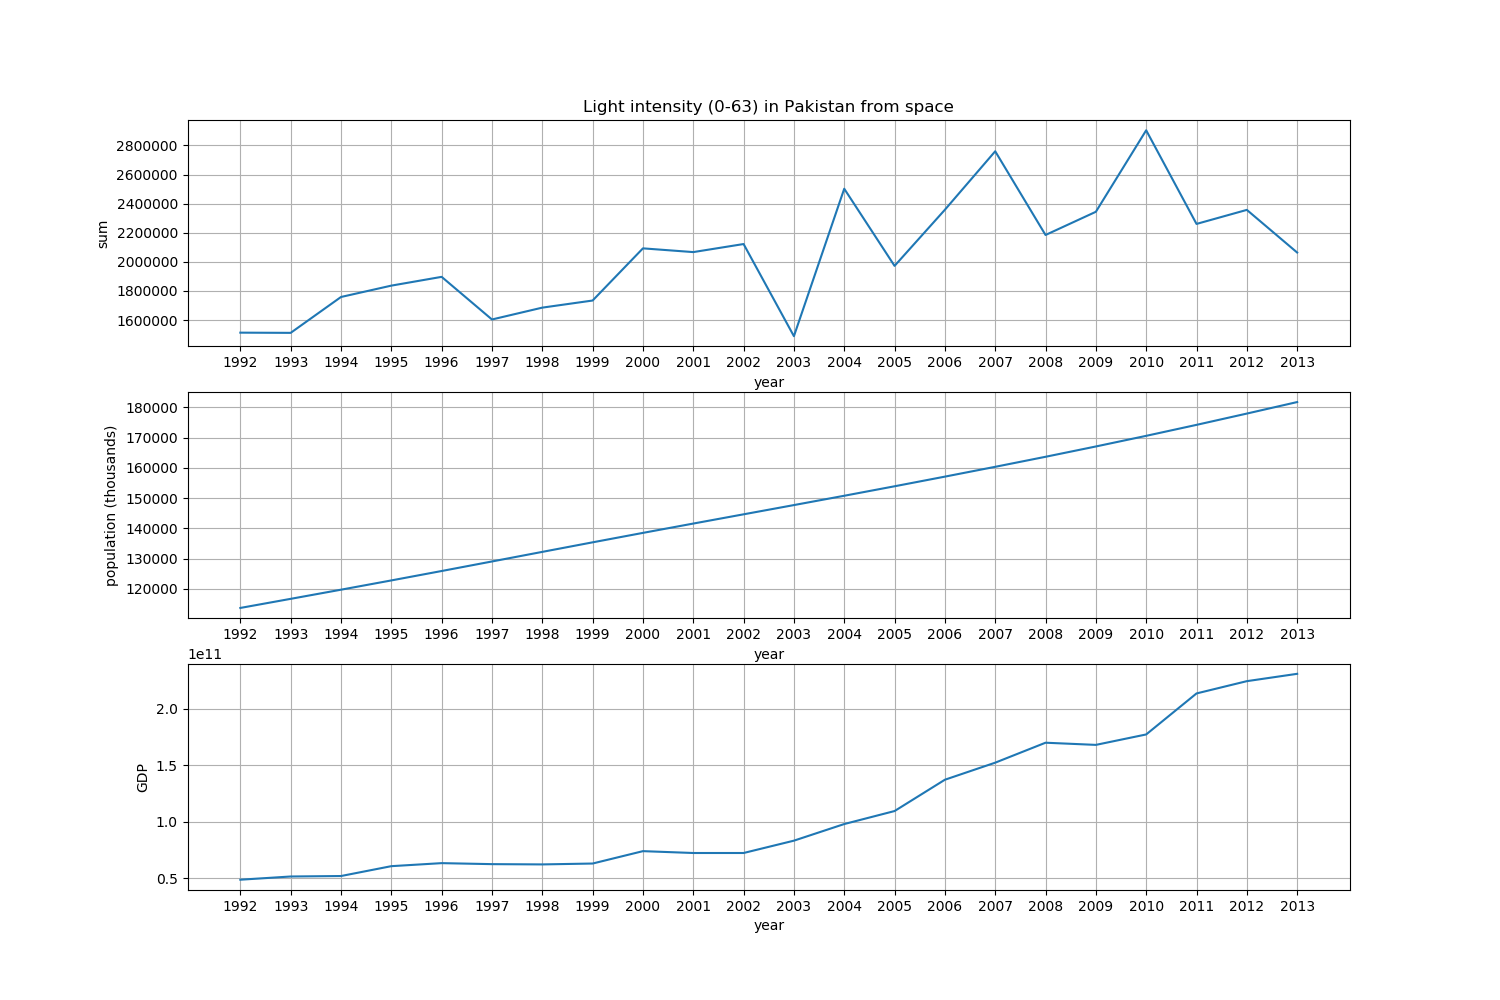 Light intensity (0-63) in Pakistan from space
2800000
2600000
2400000
2200000
2000000
1800000
1600000
sum
1992 1993 1994 1995 1996 1997 1998 1999 2000 2001 2002 2003 2004 2005 2006 2007 2008 2009 2010 2011 2012 2013
year
180000
170000
160000
150000
140000
130000
120000
population (thousands)
1992 1993 1994 1995 1996 1997 1998 1999 2000 2001 2002 2003 2004 2005 2006 2007 2008 2009 2010 2011 2012 2013
year
1e11
2.0
1.5
1.0
0.5
GDP
1992 1993 1994 1995 1996 1997 1998 1999 2000 2001 2002 2003 2004 2005 2006 2007 2008 2009 2010 2011 2012 2013
year